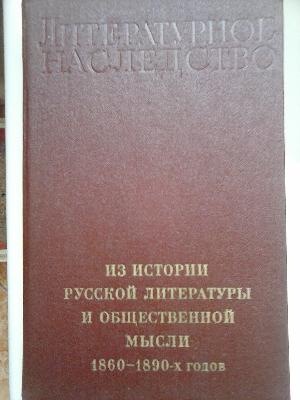 ЛИТЕРАТУРНОЕ
НАСЛЕДСТВО
ИЗ ИСТОРИИ
РУССКОЙ ЛИТЕРАТУРЫ
И ОБЩЕСТВЕННОЙ
МЫСЛИ
1860–1890-х годов